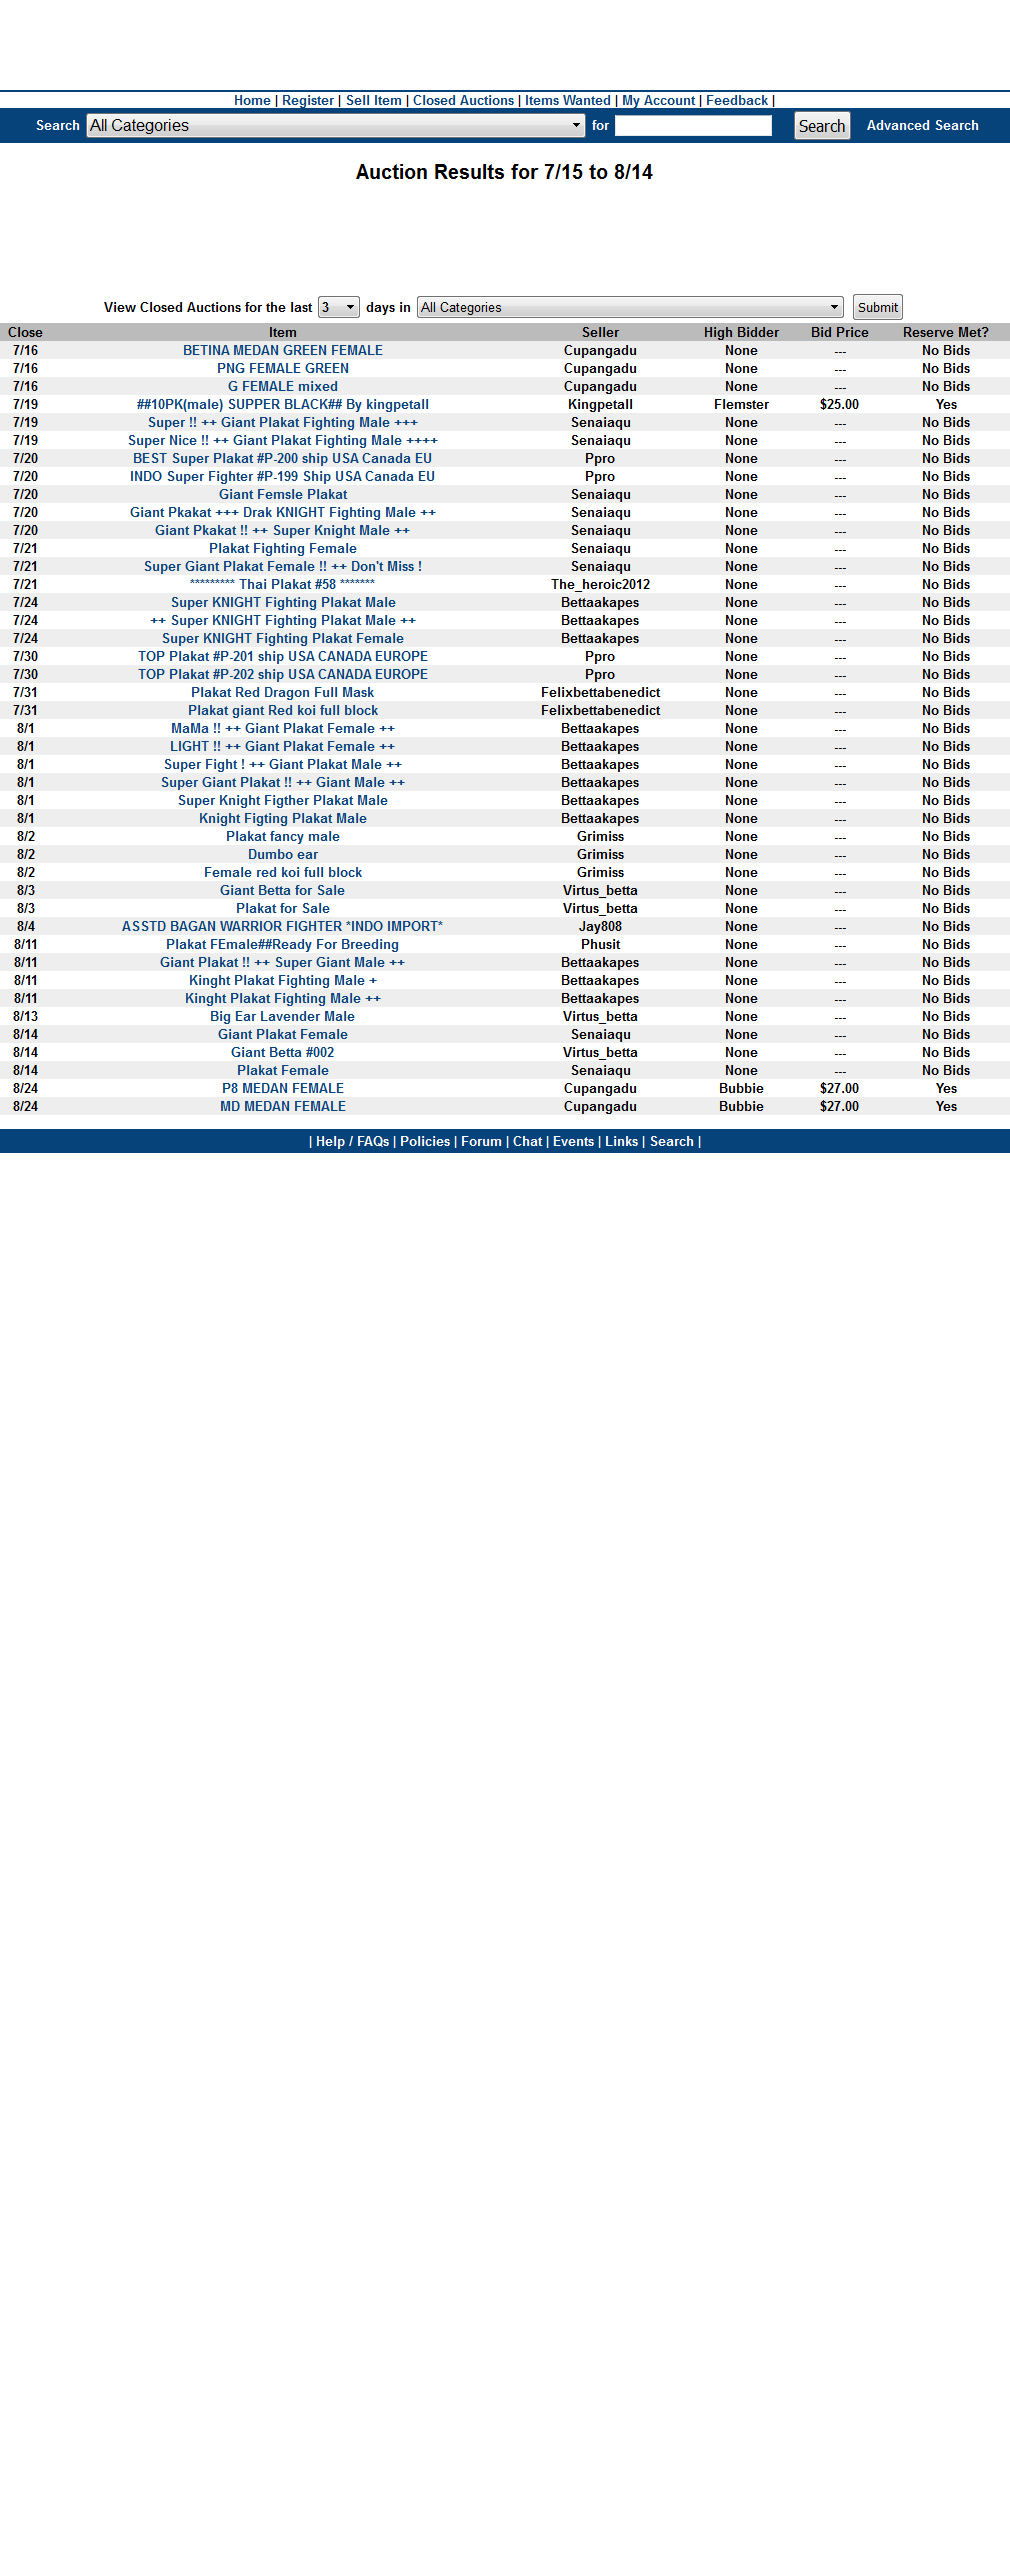 Home | Register | Sell Item | Closed Auctions | Items Wanted | My Account | Feedback |
Search All Categories for Search Advanced Search
Auction Results for 7/15 to 8/14
View Closed Auctions for the last 3 days in All Categories Submit
Close Item Seller High Bidder Bid Price Reserve Met?
7/16 BETINA MEDAN GREEN FEMALE Cupangadu None --- No Bids
7/16 PNG FEMALE GREEN Cupangadu None --- No Bids
7/16 G FEMALE mixed Cupangadu None --- No Bids
7/19 ##10PK(male) SUPPER BLACK## By kingpetall Kingpetall Flemster $25.00 Yes
7/19 Super !! ++ Giant Plakat Fighting Male +++ Senaiaqu None --- No Bids
7/19 Super Nice !! ++ Giant Plakat Fighting Male ++++ Senaiaqu None --- No Bids
7/20 BEST Super Plakat #P-200 ship USA Canada EU Ppro None --- No Bids
7/20 INDO Super Fighter #P-199 Ship USA Canada EU Ppro None --- No Bids
7/20 Giant Femsle Plakat Senaiaqu None --- No Bids
7/20 Giant Pkakat +++ Drak KNIGHT Fighting Male ++ Senaiaqu None --- No Bids
7/20 Giant Pkakat !! ++ Super Knight Male ++ Senaiaqu None --- No Bids
7/21 Plakat Fighting Female Senaiaqu None --- No Bids
7/21 Super Giant Plakat Female !! ++ Don't Miss ! Senaiaqu None --- No Bids
7/21 ********* Thai Plakat #58 ******* The_heroic2012 None --- No Bids
7/24 Super KNIGHT Fighting Plakat Male Bettaakapes None --- No Bids
7/24 ++ Super KNIGHT Fighting Plakat Male ++ Bettaakapes None --- No Bids
7/24 Super KNIGHT Fighting Plakat Female Bettaakapes None --- No Bids
7/30 TOP Plakat #P-201 ship USA CANADA EUROPE Ppro None --- No Bids
7/30 TOP Plakat #P-202 ship USA CANADA EUROPE Ppro None --- No Bids
7/31 Plakat Red Dragon Full Mask Felixbettabenedict None --- No Bids
7/31 Plakat giant Red koi full block Felixbettabenedict None --- No Bids
8/1 MaMa !! ++ Giant Plakat Female ++ Bettaakapes None --- No Bids
8/1 LIGHT !! ++ Giant Plakat Female ++ Bettaakapes None --- No Bids
8/1 Super Fight ! ++ Giant Plakat Male ++ Bettaakapes None --- No Bids
8/1 Super Giant Plakat !! ++ Giant Male ++ Bettaakapes None --- No Bids
8/1 Super Knight Figther Plakat Male Bettaakapes None --- No Bids
8/1 Knight Figting Plakat Male Bettaakapes None --- No Bids
8/2 Plakat fancy male Grimiss None --- No Bids
8/2 Dumbo ear Grimiss None --- No Bids
8/2 Female red koi full block Grimiss None --- No Bids
8/3 Giant Betta for Sale Virtus_betta None --- No Bids
8/3 Plakat for Sale Virtus_betta None --- No Bids
8/4 ASSTD BAGAN WARRIOR FIGHTER *INDO IMPORT* Jay808 None --- No Bids
8/11 Plakat FEmale##Ready For Breeding Phusit None --- No Bids
8/11 Giant Plakat !! ++ Super Giant Male ++ Bettaakapes None --- No Bids
8/11 Kinght Plakat Fighting Male + Bettaakapes None --- No Bids
8/11 Kinght Plakat Fighting Male ++ Bettaakapes None --- No Bids
8/13 Big Ear Lavender Male Virtus_betta None --- No Bids
8/14 Giant Plakat Female Senaiaqu None --- No Bids
8/14 Giant Betta #002 Virtus_betta None --- No Bids
8/14 Plakat Female Senaiaqu None --- No Bids
8/24 P8 MEDAN FEMALE Cupangadu Bubbie $27.00 Yes
8/24 MD MEDAN FEMALE Cupangadu Bubbie $27.00 Yes
| Help / FAQs | Policies | Forum | Chat | Events | Links | Search |